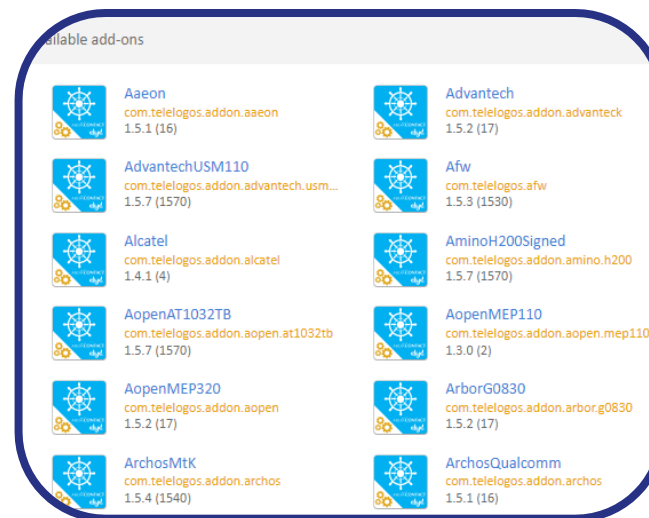 ilable add-ons
Aaeon
com.telelogos.addon.aaeon
1.5.1 (16)
Advantech
com.telelogos.addon.advanteck
1.5.2 (17)
AdvantechUSM110
com.telelogos.addon.advantech.usm...
1.5.7 (1570)
Afw
com.telelogos.afw
1.5.3 (1530)
Alcatel
com.telelogos.addon.alcatel
1.4.1 (4)
AminoH200Signed
com.telelogos.addon.amino.h200
1.5.7 (1570)
AopenAT1032TB
com.telelogos.addon.aopen.at1032tb
1.5.7 (1570)
AopenMEP110
com.telelogos.addon.aopen.mep110
1.3.0 (2)
AopenMEP320
com.telelogos.addon.aopen
1.5.2 (17)
ArborG0830
com.telelogos.addon.arbor.g0830
1.5.2 (17)
ArchosMtK
com.telelogos.addon.archos
1.5.4 (1540)
ArchosQualcomm
com.telelogos.addon.archos
1.5.1 (16)